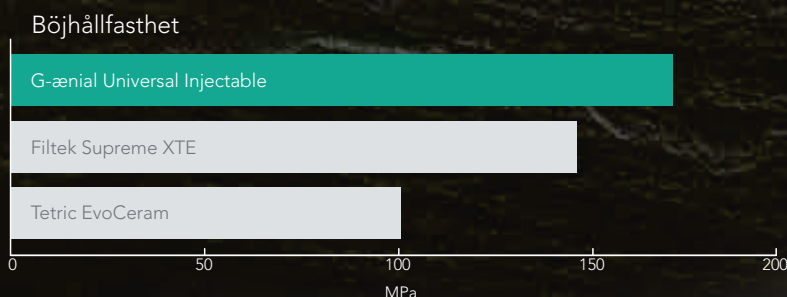 Böjhållfasthet
G-ænial Universal Injectable
Filtek Supreme XTE
Tetric EvoCeram
0 50 100 150 200
MPa